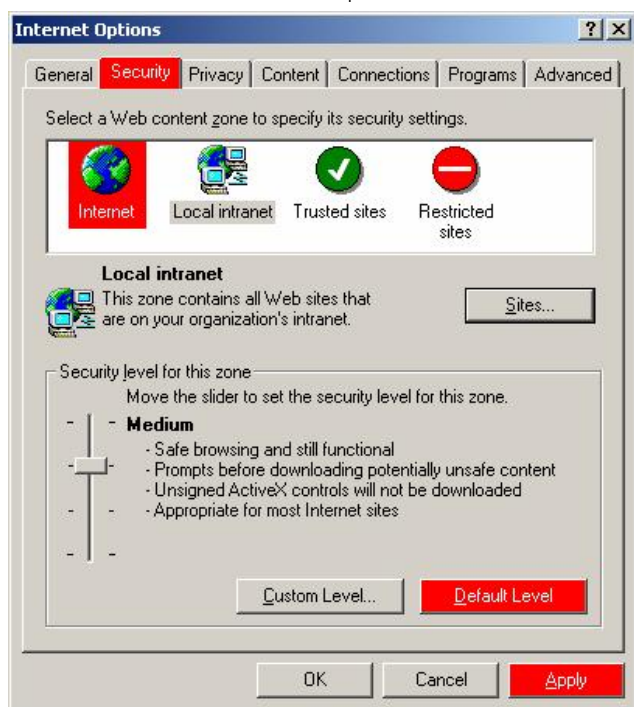 Internet Options
General Security Privacy Content Connections Programs Advanced
Select a Web content zone to specify its security settings.
Internet Local intranet Trusted sites Restricted
sites
Local intranet
This zone contains all Web sites that
are on your organization's intranet.
Sites...
Security level for this zone
Move the slider to set the security level for this zone.
Medium
- Safe browsing and still functional
- Prompts before downloading potentially unsafe content
- Unsigned ActiveX controls will not be downloaded
- Appropriate for most Internet sites
Custom Level... Default Level
OK Cancel Apply